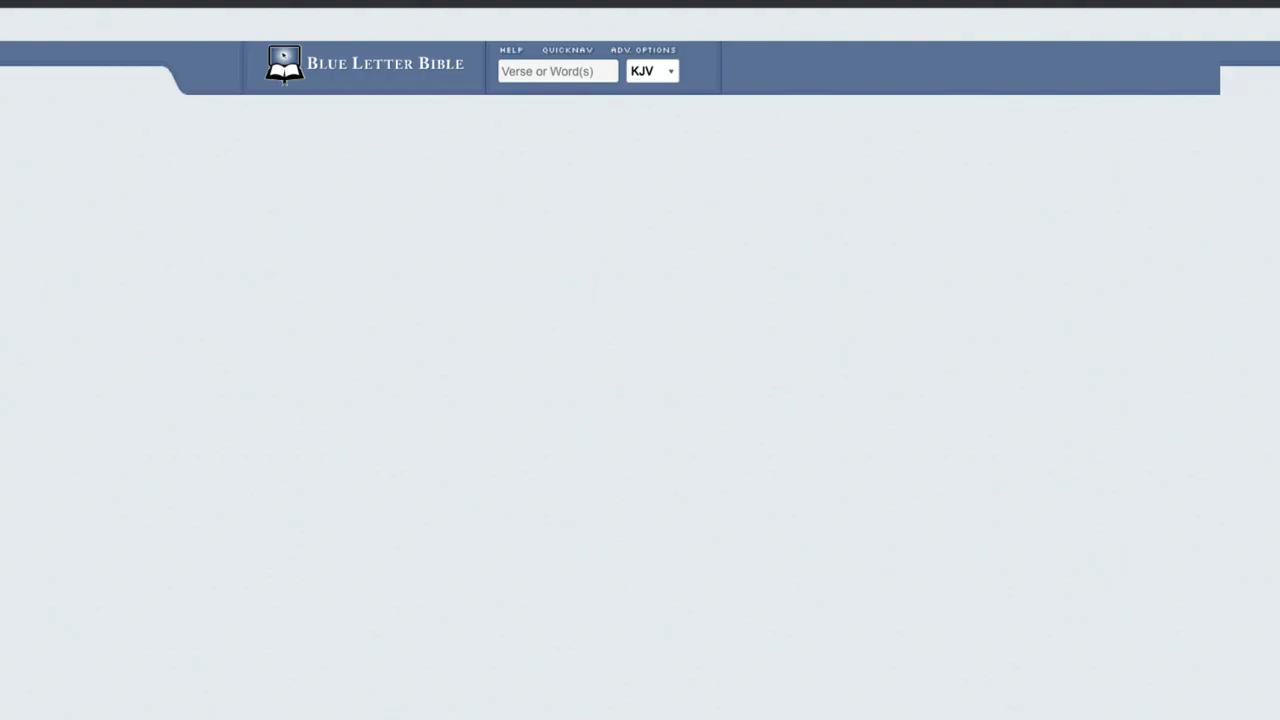 HELP QUICKNAV ADV. OPTIONS
BLUE LETTER BIBLE
Verse or Word(s) KJV